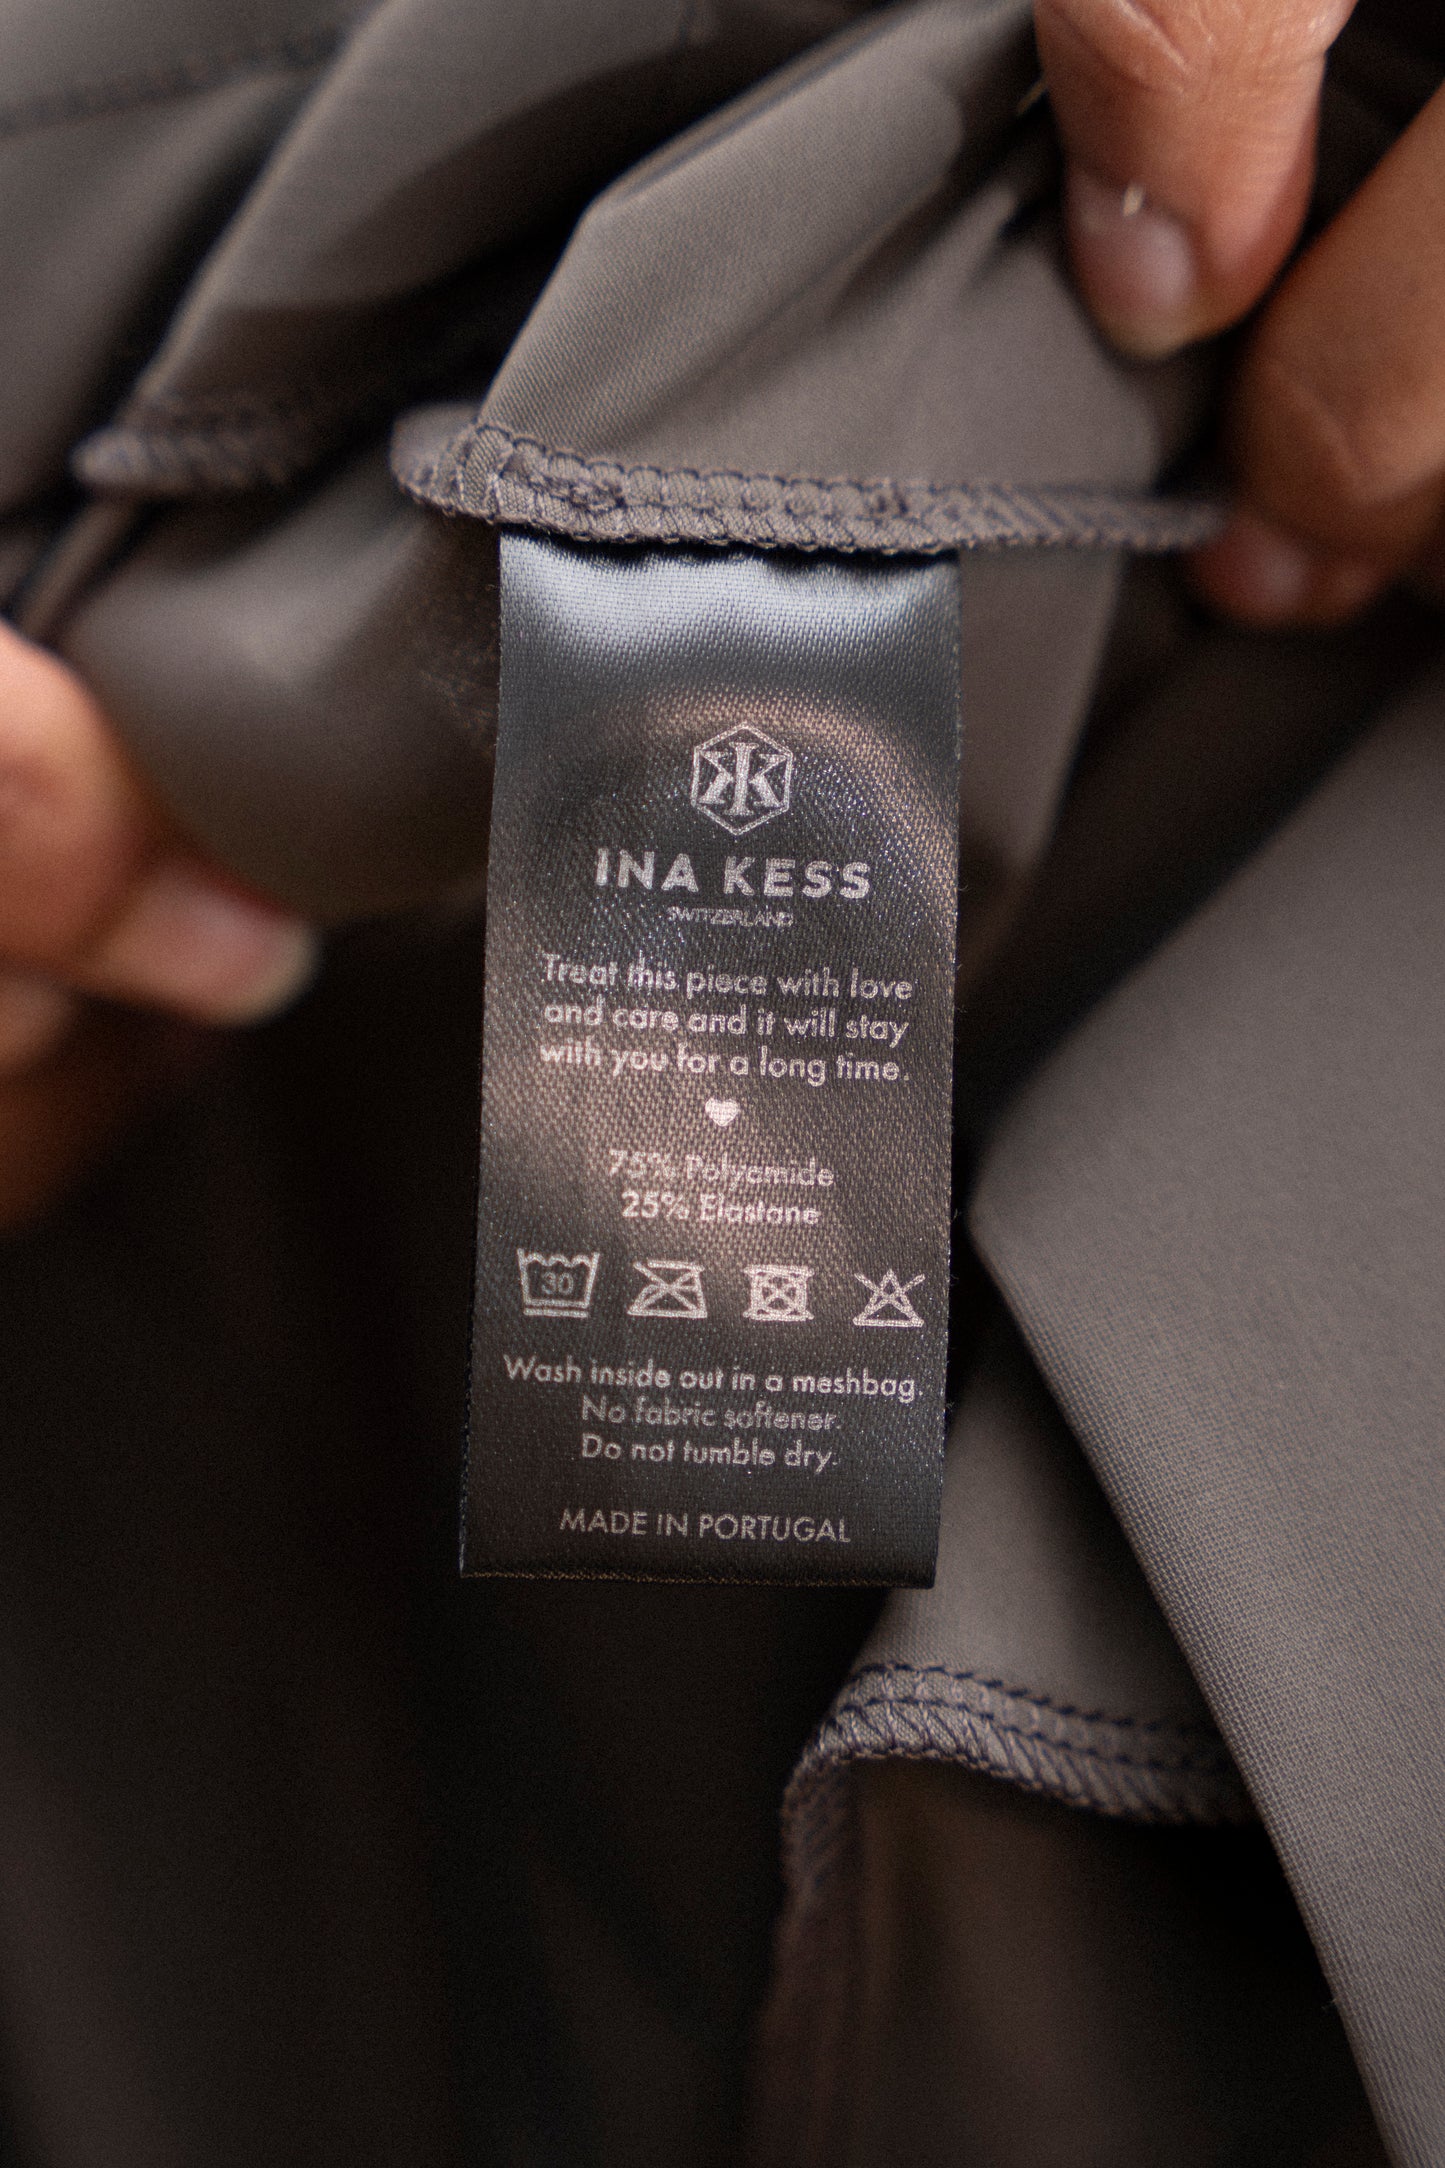 INA KESS
SWITZERLAND
Treat this piece with love
and care and it will stay
with you for a long time.
75% Polyamide
25% Elastane
30
Wash inside out in a meshbag.
No fabric softener.
Do not tumble dry.
MADE IN PORTUGAL